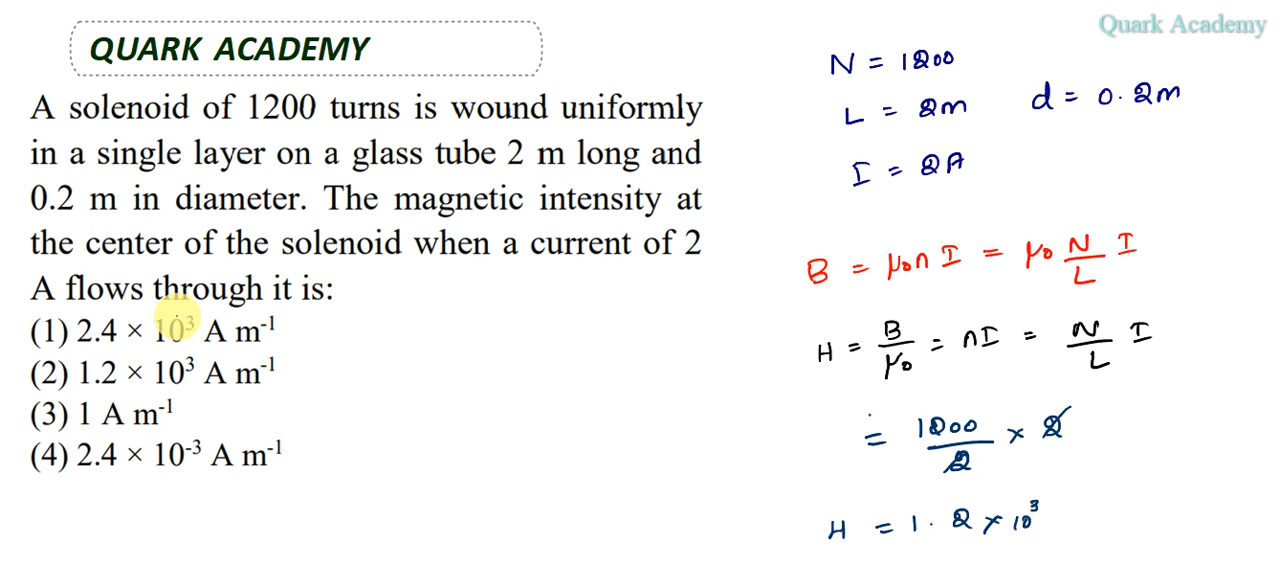 Quark Academy
QUARK ACADEMY
A solenoid of 1200 turns is wound uniformly
in a single layer on a glass tube 2 m long and
0.2 m in diameter. The magnetic intensity at
the center of the solenoid when a current of 2
A flows through it is:
(1) 2.4 × 10³ A m⁻¹
(2) 1.2 × 10³ A m⁻¹
(3) 1 A m⁻¹
(4) 2.4 × 10⁻³ A m⁻¹
N = 1200
L = 2m d = 0.2m
I = 2A
B = μ₀nI = μ₀ N/L I
H = B/μ₀ = nI = N/L I
= 1200/2 × 2
H = 1.2 × 10³